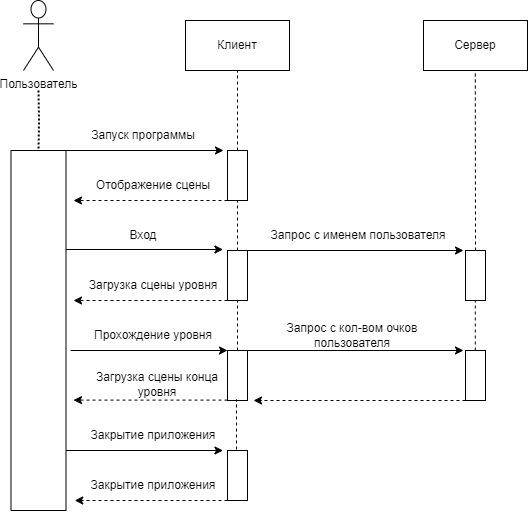 Клиент
Сервер
Пользователь
Запуск программы
Отображение сцены
Вход
Запрос с именем пользователя
Загрузка сцены уровня
Прохождение уровня
Запрос с кол-вом очков
пользователя
Загрузка сцены конца
уровня
Закрытие приложения
Закрытие приложения